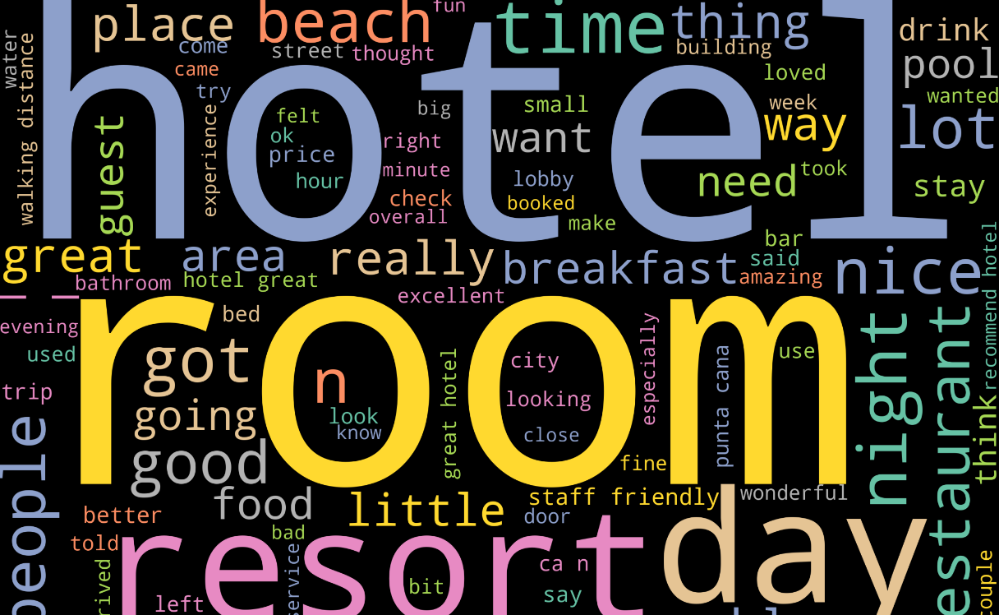 hotel
room
resort
day
place
beach
fun
time
thing
drink
come
street
thought
building
pool
water
walking distance
came
try
loved
wanted
guest
experience
felt
ok
price
hour
big
right
minute
check
overall
small
want
lobby
booked
make
week
way
need
took
lot
stay
great
area
really
breakfast
bar
said
amazing
nice
recommend hotel
bathroom
hotel great
excellent
evening
used
trip
people
bed
got
going
good
food
n
look
know
great hotel
city
looking
close
especially
punta cana
use
fine
night
restaurant
think
better
told
bad
little
staff friendly
door
wonderful
left
service
bit
ca n
say
couple